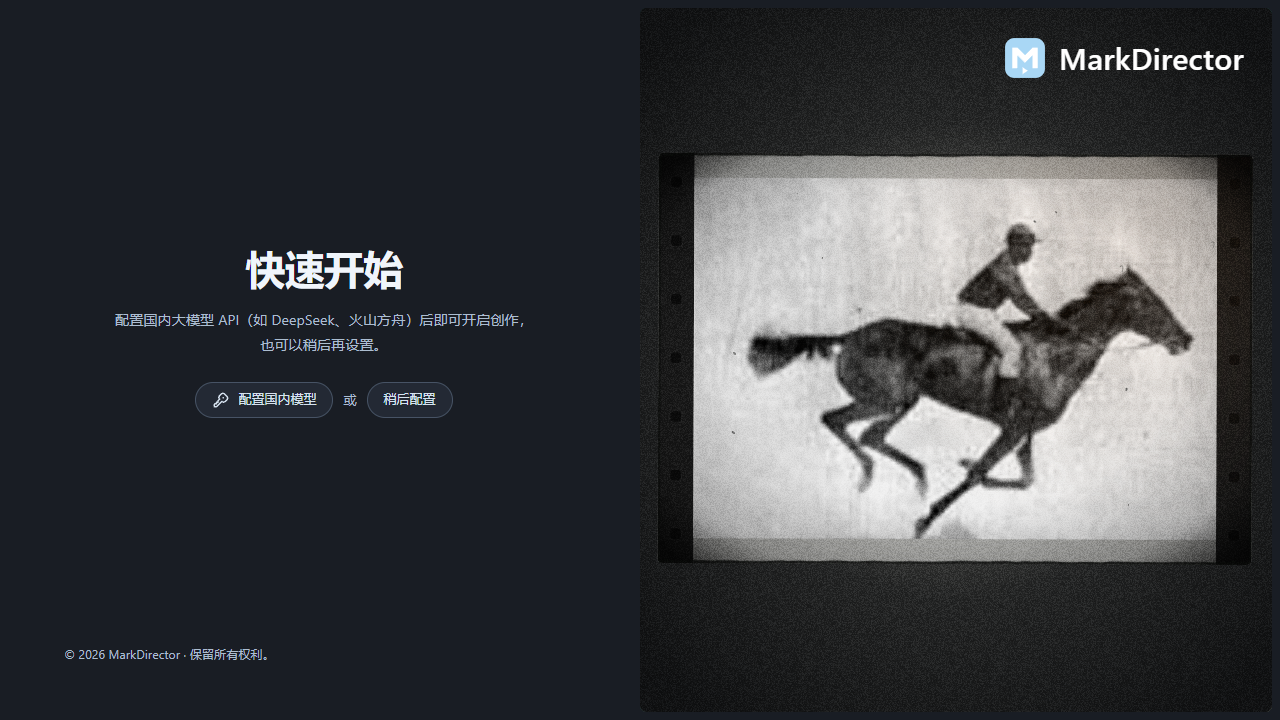 快速开始
配置国内大模型 API（如 DeepSeek、火山方舟）后即可开启创作，
也可以稍后再设置。
配置国内模型
或
稍后配置
© 2026 MarkDirector · 保留所有权利。
MarkDirector